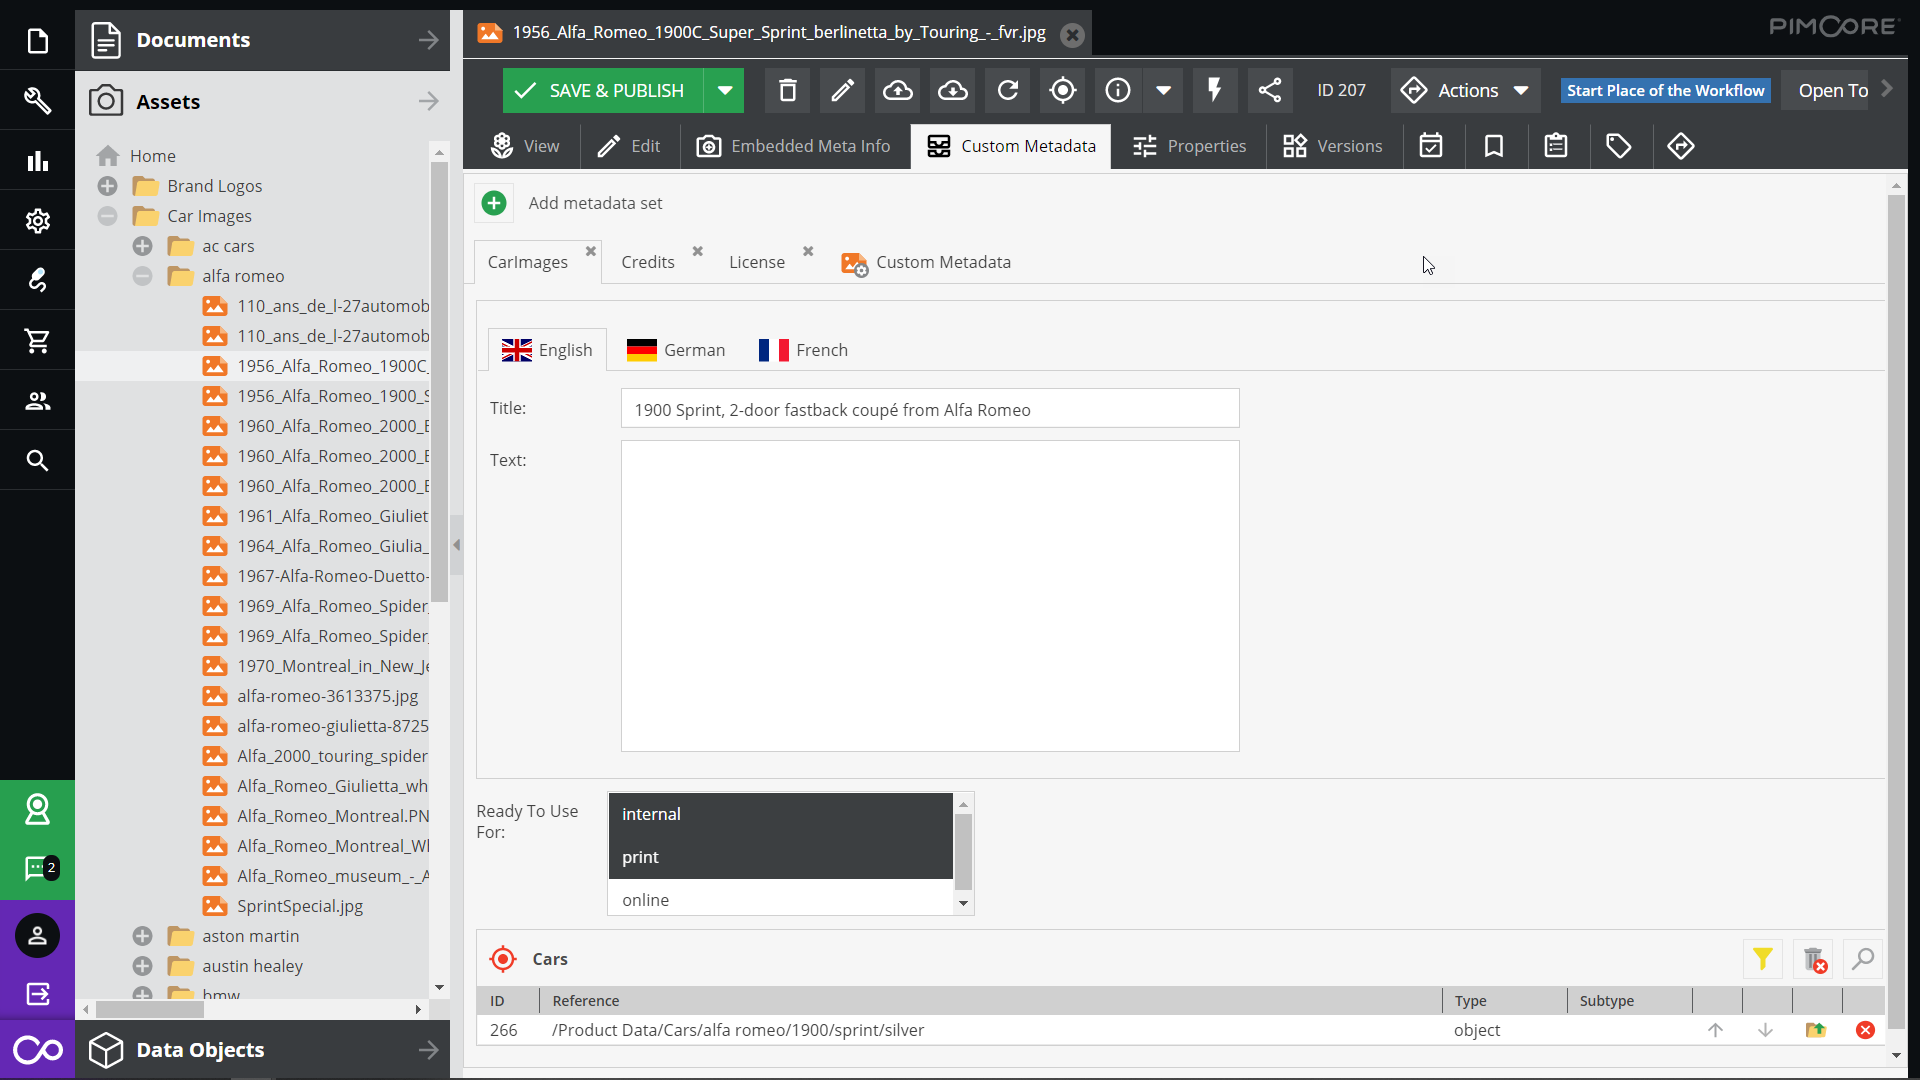 Documents
Assets
Home
Brand Logos
Car Images
ac cars
alfa romeo
110_ans_de_l-27automob
110_ans_de_l-27automob
1956_Alfa_Romeo_1900C_
1956_Alfa_Romeo_1900_S
1960_Alfa_Romeo_2000_
1960_Alfa_Romeo_2000_
1960_Alfa_Romeo_2000_
1961_Alfa_Romeo_Giuliet
1964_Alfa_Romeo_Giulia_
1967-Alfa-Romeo-Duetto-
1969_Alfa_Romeo_Spider_
1969_Alfa_Romeo_Spider_
1970_Montreal_in_New_Je
alfa-romeo-3613375.jpg
alfa-romeo-giulietta-8725
Alfa_2000_touring_spider
Alfa_Romeo_Giulietta_wh
Alfa_Romeo_Montreal.PN
Alfa_Romeo_Montreal_Wl
Alfa_Romeo_museum_-_A
SprintSpecial.jpg
aston martin
austin healey
bmw
Data Objects
2
1956_Alfa_Romeo_1900C_Super_Sprint_berlinetta_by_Touring_-_fvr.jpg
PIMCORE
SAVE & PUBLISH
ID 207
Actions
Start Place of the Workflow
Open To
View
Edit
Embedded Meta Info
Custom Metadata
Properties
Versions
Add metadata set
CarImages
Credits
License
Custom Metadata
English
German
French
Title:
1900 Sprint, 2-door fastback coupé from Alfa Romeo
Text:
Ready To Use
For:
internal
print
online
Cars
ID
Reference
Type
Subtype
266
/Product Data/Cars/alfa romeo/1900/sprint/silver
object